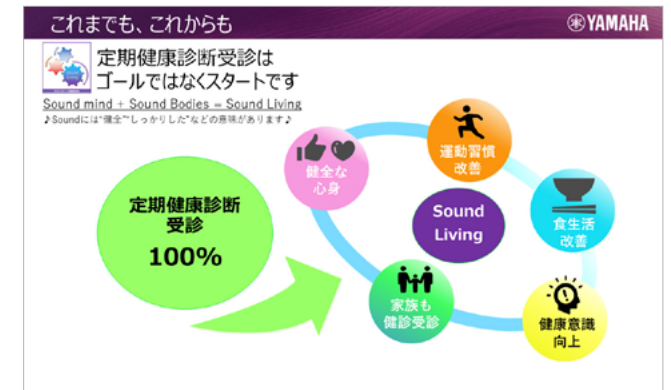 これまでも、これからも
YAMAHA
定期健康診断受診は
ゴールではなくスタートです
Sound mind + Sound Bodies = Sound Living
♪Soundには“健全”“しっかりした”などの意味があります♪
定期健康診断
受診
100%
健全な
心身
運動習慣
改善
食生活
改善
健康意識
向上
家族も
健診受診
Sound
Living